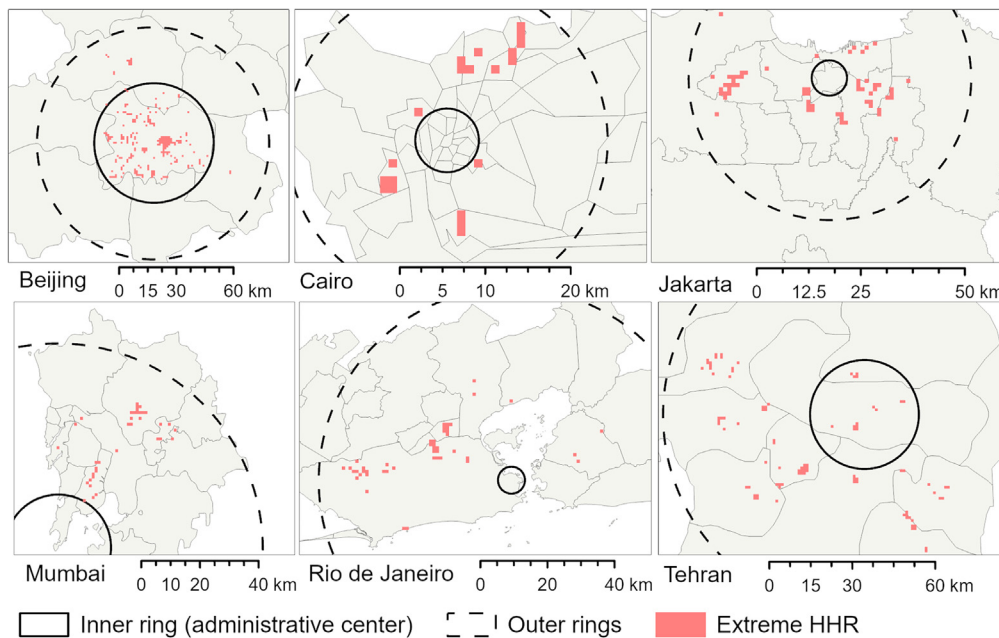 Beijing
0 15 30 60 km
Cairo
0 5 10 20 km
Jakarta
0 12.5 25 50 km
Mumbai
0 10 20 40 km
Rio de Janeiro
0 10 20 40 km
Tehran
0 15 30 60 km
Inner ring (administrative center)
Outer rings
Extreme HHR